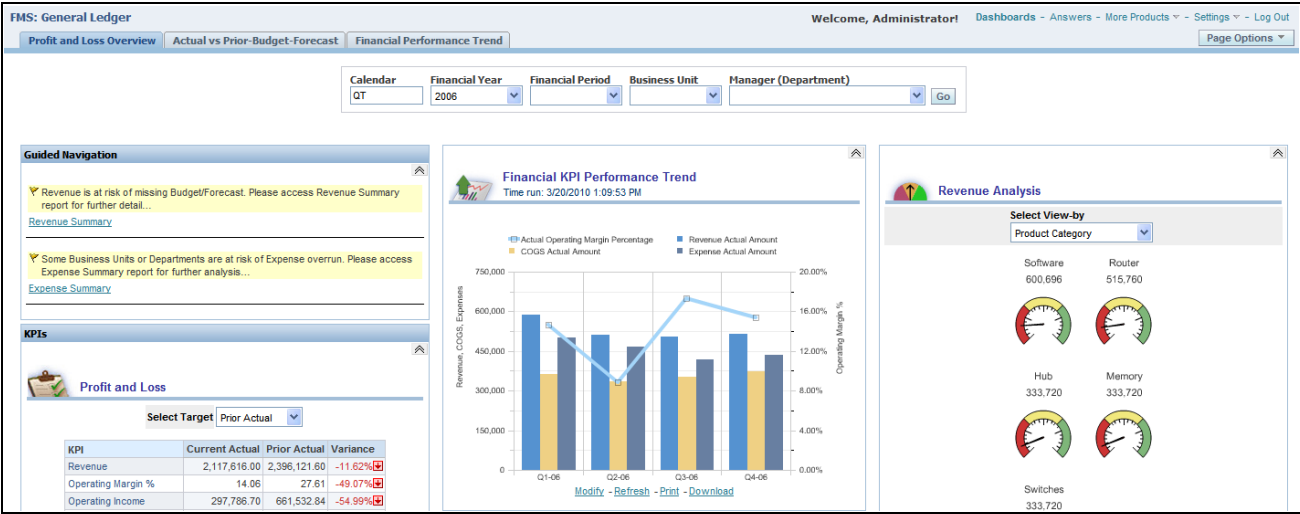 FMS: General Ledger
Welcome, Administrator! Dashboards - Answers - More Products - Settings - Log Out
Profit and Loss Overview Actual vs Prior-Budget-Forecast Financial Performance Trend
Page Options
Calendar Financial Year Financial Period Business Unit Manager (Department)
QT 2006 Go
Guided Navigation
Revenue is at risk of missing Budget/Forecast. Please access Revenue Summary
report for further detail...
Revenue Summary
Some Business Units or Departments are at risk of Expense overrun. Please access
Expense Summary report for further analysis...
Expense Summary
KPIs
Profit and Loss
Select Target Prior Actual
KPI Current Actual Prior Actual Variance
Revenue 2,117,616.00 2,396,121.60 -11.62%
Operating Margin % 14.06 27.61 -49.07%
Operating Income 297,786.70 661,532.84 -54.99%
Financial KPI Performance Trend
Time run: 3/20/2010 1:09:53 PM
Actual Operating Margin Percentage Revenue Actual Amount
COGS Actual Amount Expense Actual Amount
Revenue, COGS, Expenses
750,000
600,000
450,000
300,000
150,000
0
20.00%
16.00%
12.00%
8.00%
4.00%
0.00%
Operating Margin %
Q1-06 Q2-06 Q3-06 Q4-06
Modify - Refresh - Print - Download
Revenue Analysis
Select View-by
Product Category
Software Router
600,696 515,760
Hub Memory
333,720 333,720
Switches
333,720